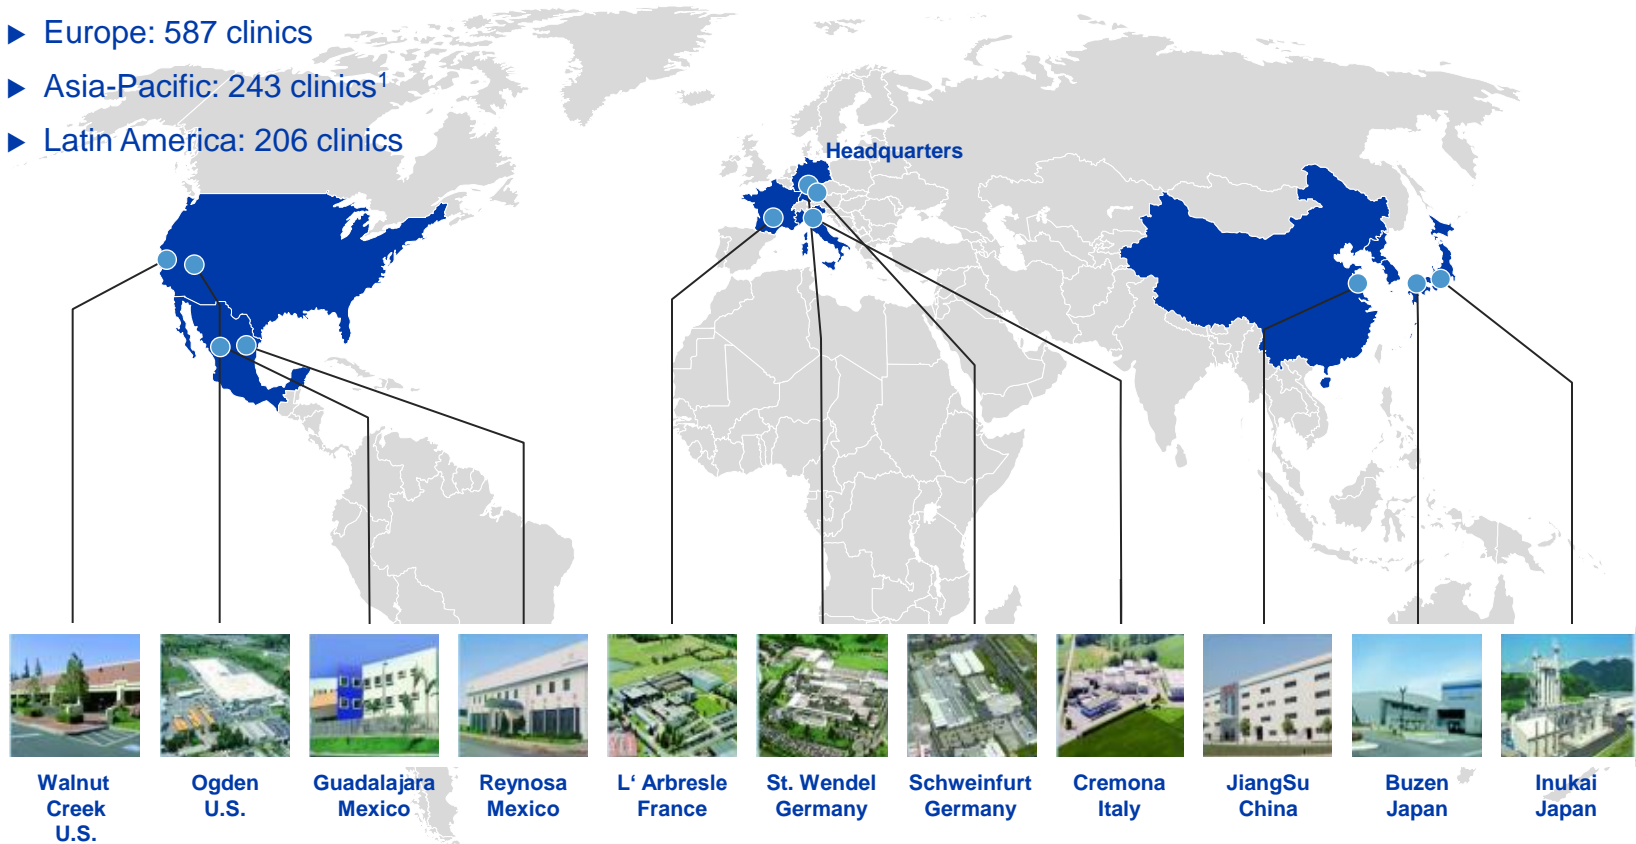 ▶ Europe: 587 clinics
▶ Asia-Pacific: 243 clinics¹
▶ Latin America: 206 clinics
Headquarters
Walnut
Creek
U.S.
Ogden
U.S.
Guadalajara
Mexico
Reynosa
Mexico
L‘ Arbresle
France
St. Wendel
Germany
Schweinfurt
Germany
Cremona
Italy
JiangSu
China
Buzen
Japan
Inukai
Japan